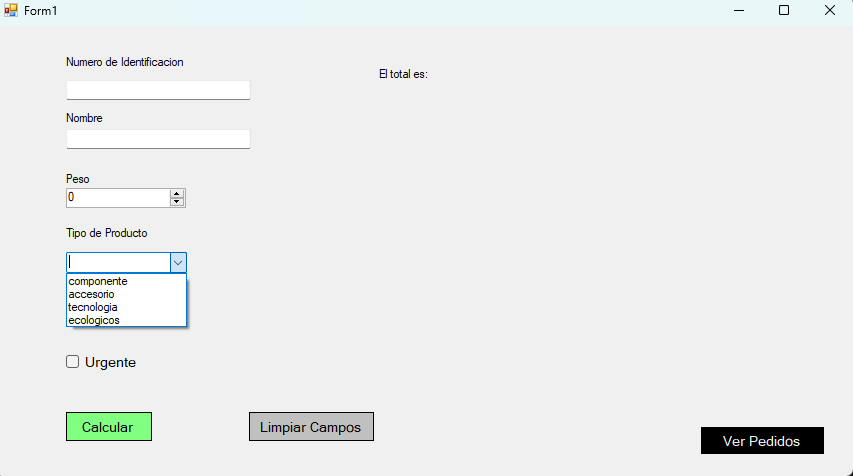 Form1
Numero de Identificacion
El total es:
Nombre
Peso
0
Tipo de Producto
componente
accesorio
tecnologia
ecologicos
Urgente
Calcular
Limpiar Campos
Ver Pedidos